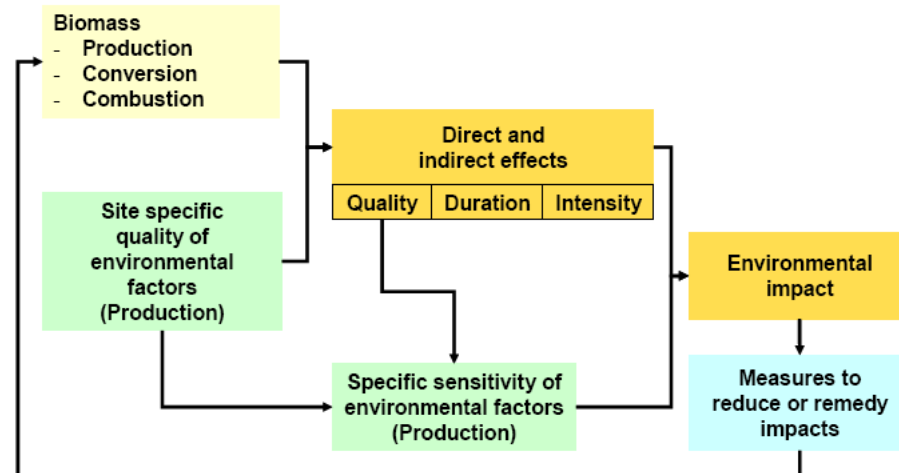 Biomass
- Production
- Conversion
- Combustion
Direct and
indirect effects
Quality Duration Intensity
Site specific
quality of
environmental
factors
(Production)
Environmental
impact
Specific sensitivity of
environmental factors
(Production)
Measures to
reduce or remedy
impacts